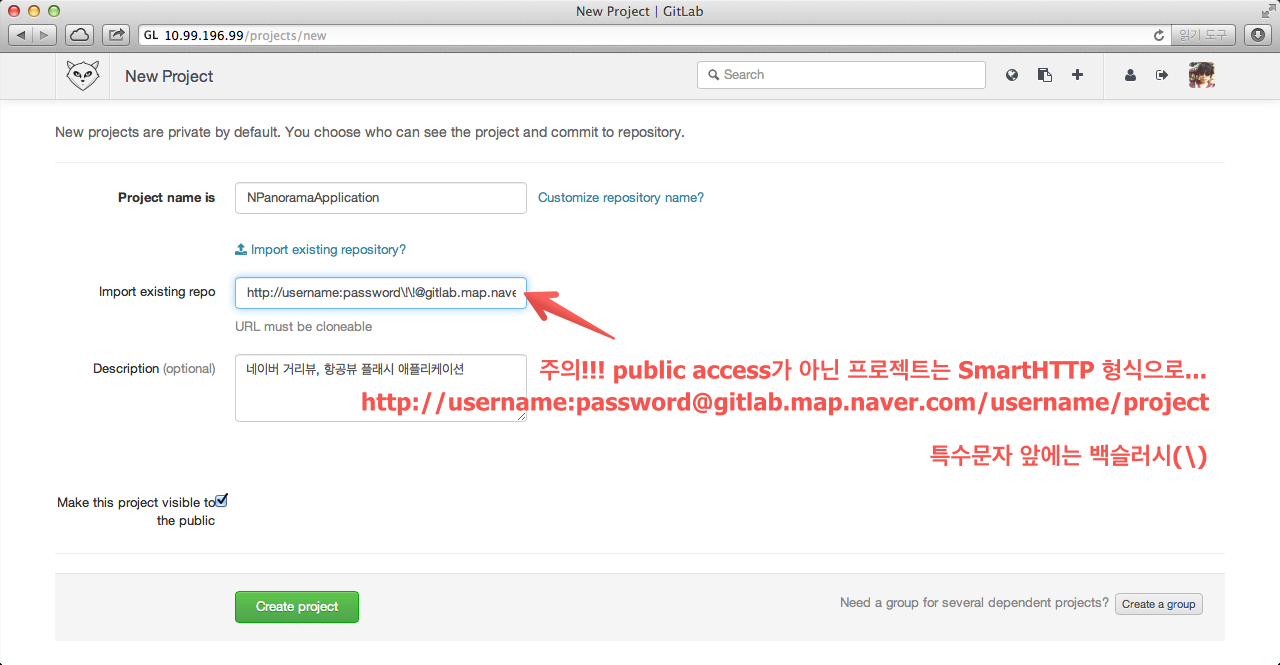 New Project | GitLab
GL 10.99.196.99/projects/new
읽기 도구
New Project
Search
New projects are private by default. You choose who can see the project and commit to repository.
Project name is
NPanoramaApplication
Customize repository name?
Import existing repository?
Import existing repo
http://username:password\!\!@gitlab.map.nave
URL must be cloneable
Description (optional)
네이버 거리뷰, 항공뷰 플래시 애플리케이션
주의!!! public access가 아닌 프로젝트는 SmartHTTP 형식으로...
http://username:password@gitlab.map.naver.com/username/project
특수문자 앞에는 백슬러시(\)
Make this project visible to
the public
Create project
Need a group for several dependent projects?
Create a group